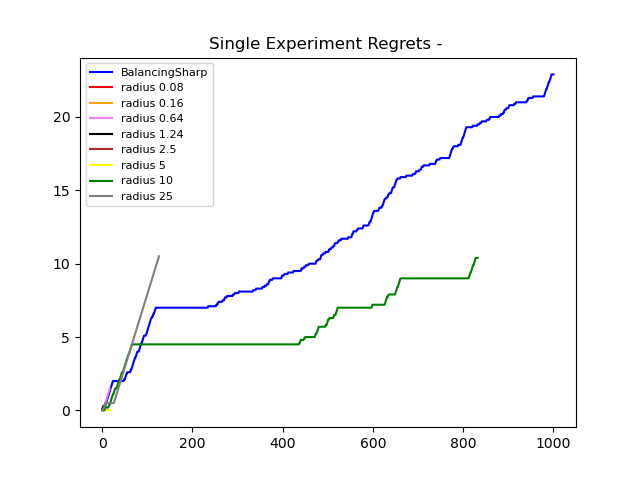 Single Experiment Regrets -
BalancingSharp
radius 0.08
radius 0.16
radius 0.64
radius 1.24
radius 2.5
radius 5
radius 10
radius 25
20
15
10
5
0
0 200 400 600 800 1000